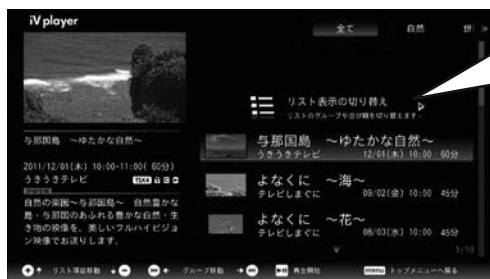 iV player
全て
自然
世
リスト表示の切り替え
リストのグループや並び順を切り替えます。
与那国島 ~ゆたかな自然~
2011/12/01(木) 10:00-11:00( 60分)
うきうきテレビ
自然の楽園~与那国島~ 自然豊かな
島・与那国のあふれる豊かな自然・生
き物の映像を、美しいフルハイビジョ
ン映像でお送りします。
与那国島 ~ゆたかな自然~
うきうきテレビ 12/01(木) 10:00 60分
よなくに ~海~
テレビしまぐに 09/02(金) 10:00 45分
よなくに ~花~
テレビしまぐに 08/03(水) 10:00 45分
1/10
リスト項目移動
グループ移動
再生開始
menu トップメニューへ戻る